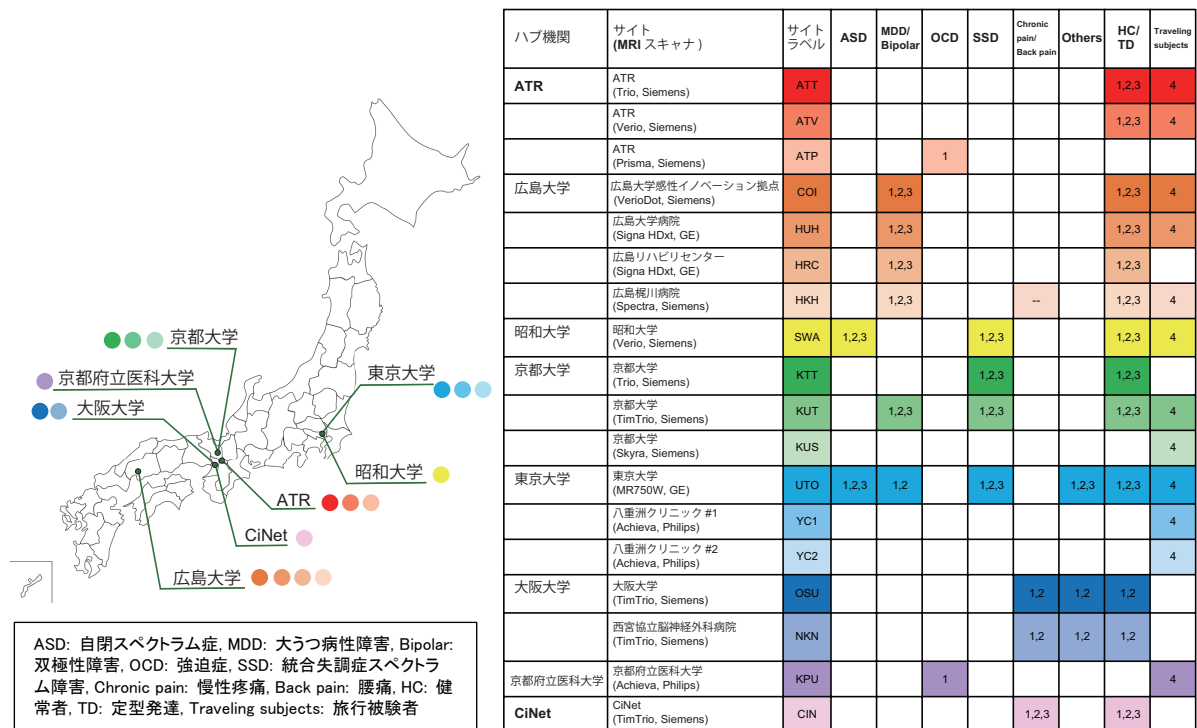 京都大学
京都府立医科大学
大阪大学
東京大学
昭和大学
ATR
CiNet
広島大学
ASD: 自閉スペクトラム症, MDD: 大うつ病性障害, Bipolar:
双極性障害, OCD: 強迫症, SSD: 統合失調症スペクトラ
ム障害, Chronic pain: 慢性疼痛, Back pain: 腰痛, HC: 健
常者, TD: 定型発達, Traveling subjects: 旅行被験者
ハブ機関 サイト (MRI スキャナ) サイトラベル ASD MDD/Bipolar OCD SSD Chronic pain/Back pain Others HC/TD Traveling subjects
ATR ATR ATT 1,2,3 4
(Trio, Siemens)
ATR ATV 1,2,3 4
(Verio, Siemens)
ATR ATP 1
(Prisma, Siemens)
広島大学 広島大学感性イノベーション拠点 COI 1,2,3 1,2,3 4
(VerioDot, Siemens)
広島大学病院 HUH 1,2,3 1,2,3 4
(Signa HDxt, GE)
広島リハビリセンター HRC 1,2,3 1,2,3
(Signa HDxt, GE)
広島梶川病院 HKH 1,2,3 -- 1,2,3 4
(Spectra, Siemens)
昭和大学 昭和大学 SWA 1,2,3 1,2,3 1,2,3 4
(Verio, Siemens)
京都大学 京都大学 KTT 1,2,3 1,2,3
(Trio, Siemens)
京都大学 KUT 1,2,3 1,2,3 1,2,3 4
(TimTrio, Siemens)
京都大学 KUS 4
(Skyra, Siemens)
東京大学 東京大学 UTO 1,2,3 1,2 1,2,3 1,2,3 1,2,3 4
(MR750W, GE)
八重洲クリニック #1 YC1 4
(Achieva, Philips)
八重洲クリニック #2 YC2 4
(Achieva, Philips)
大阪大学 大阪大学 OSU 1,2 1,2 1,2
(TimTrio, Siemens)
西宮協立脳神経外科病院 NKN 1,2 1,2 1,2
(TimTrio, Siemens)
京都府立医科大学 京都府立医科大学 KPU 1 4
(Achieva, Philips)
CiNet CiNet CIN 1,2,3 1,2,3
(TimTrio, Siemens)